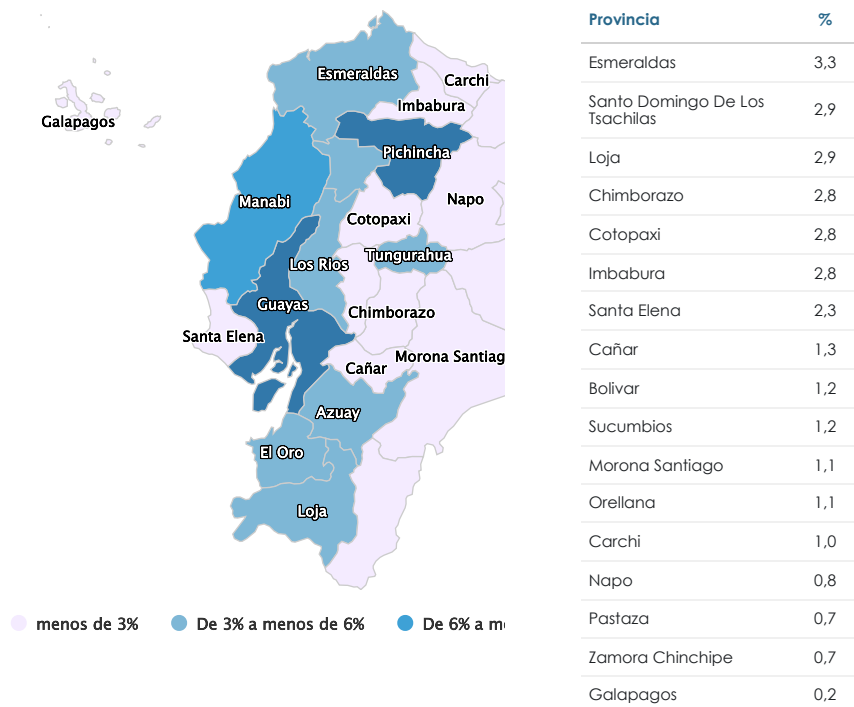 Esmeraldas
Carchi
Imbabura
Galapagos
Pichincha
Napo
Manabi
Cotopaxi
Tungurahua
Los Rios
Guayas
Chimborazo
Santa Elena
Morona Santiag
Cañar
Azuay
El Oro
Loja
menos de 3%
De 3% a menos de 6%
De 6% a m
Provincia %
Esmeraldas 3,3
Santo Domingo De Los
Tsachilas 2,9
Loja 2,9
Chimborazo 2,8
Cotopaxi 2,8
Imbabura 2,8
Santa Elena 2,3
Cañar 1,3
Bolivar 1,2
Sucumbios 1,2
Morona Santiago 1,1
Orellana 1,1
Carchi 1,0
Napo 0,8
Pastaza 0,7
Zamora Chinchipe 0,7
Galapagos 0,2